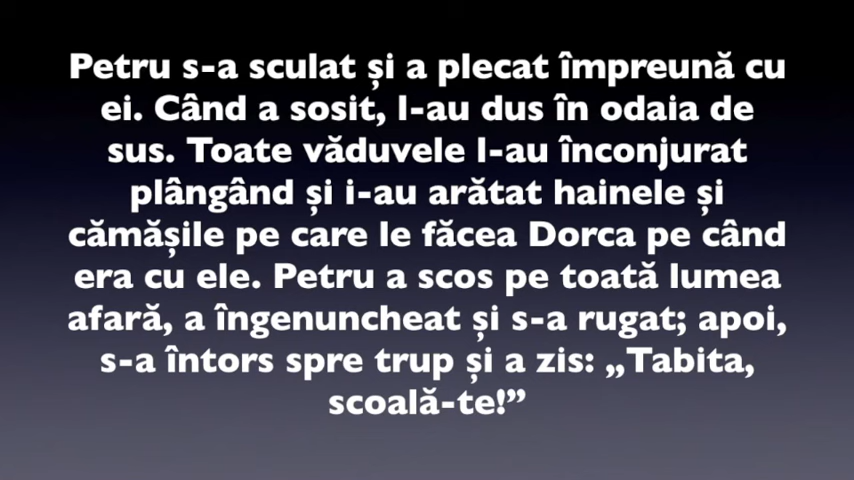 Petru s-a sculat și a plecat împreună cu
ei. Când a sosit, l-au dus în odaia de
sus. Toate văduvele l-au înconjurat
plângând și i-au arătat hainele și
cămășile pe care le făcea Dorca pe când
era cu ele. Petru a scos pe toată lumea
afară, a îngenuncheat și s-a rugat; apoi,
s-a întors spre trup și a zis: „Tabita,
scoală-te!”